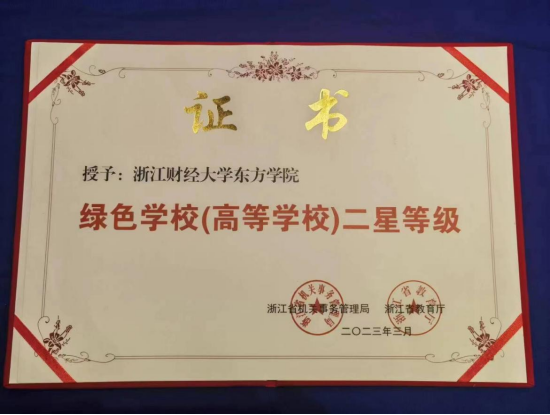 证 书
授予：浙江财经大学东方学院
绿色学校(高等学校)二星等级
浙江省机关事务管理局 浙江省教育厅
二〇二三年三月